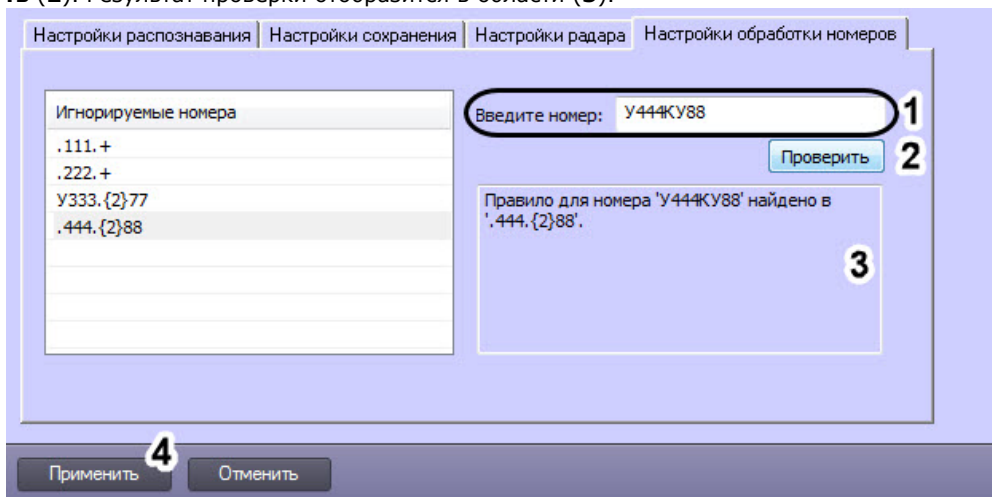 Настройки распознавания Настройки сохранения Настройки радара Настройки обработки номеров
Игнорируемые номера
.111.+
.222.+
У333.{2}77
.444.{2}88
Введите номер: У444КУ88 1
Проверить 2
Правило для номера 'У444КУ88' найдено в
'.444.{2}88'.
3
4
Применить Отменить